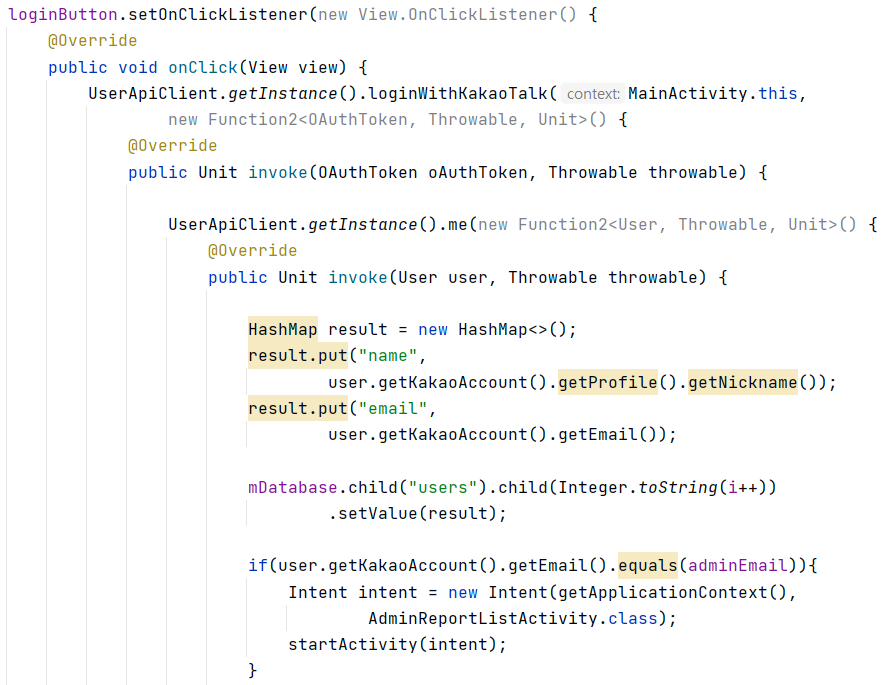 loginButton.setOnClickListener(new View.OnClickListener() {
    @Override
    public void onClick(View view) {
        UserApiClient.getInstance().loginWithKakaoTalk( context: MainActivity.this,
                new Function2<OAuthToken, Throwable, Unit>() {
            @Override
            public Unit invoke(OAuthToken oAuthToken, Throwable throwable) {

                UserApiClient.getInstance().me(new Function2<User, Throwable, Unit>() {
                    @Override
                    public Unit invoke(User user, Throwable throwable) {

                        HashMap result = new HashMap<>();
                        result.put("name",
                                user.getKakaoAccount().getProfile().getNickname());
                        result.put("email",
                                user.getKakaoAccount().getEmail());

                        mDatabase.child("users").child(Integer.toString(i++))
                                .setValue(result);

                        if(user.getKakaoAccount().getEmail().equals(adminEmail)){
                            Intent intent = new Intent(getApplicationContext(),
                                    AdminReportListActivity.class);
                            startActivity(intent);
                        }